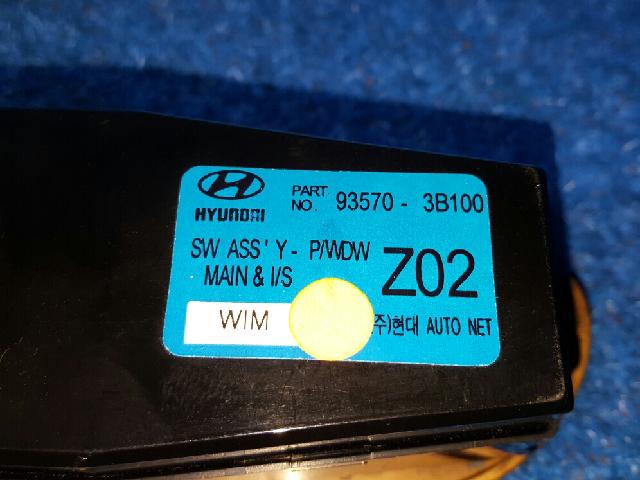 HYUNDAI
PART NO. 93570 - 3B100
SW ASS'Y - P/WDW
MAIN & I/S
Z02
WIM
주)현대 AUTO NET